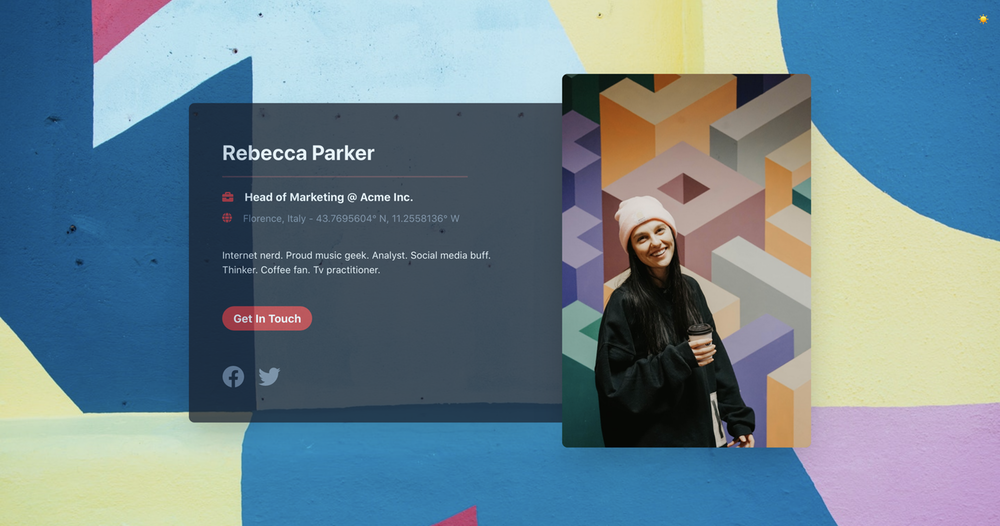 Rebecca Parker
Head of Marketing @ Acme Inc.
Florence, Italy - 43.7695604° N, 11.2558136° W
Internet nerd. Proud music geek. Analyst. Social media buff.
Thinker. Coffee fan. Tv practitioner.
Get In Touch